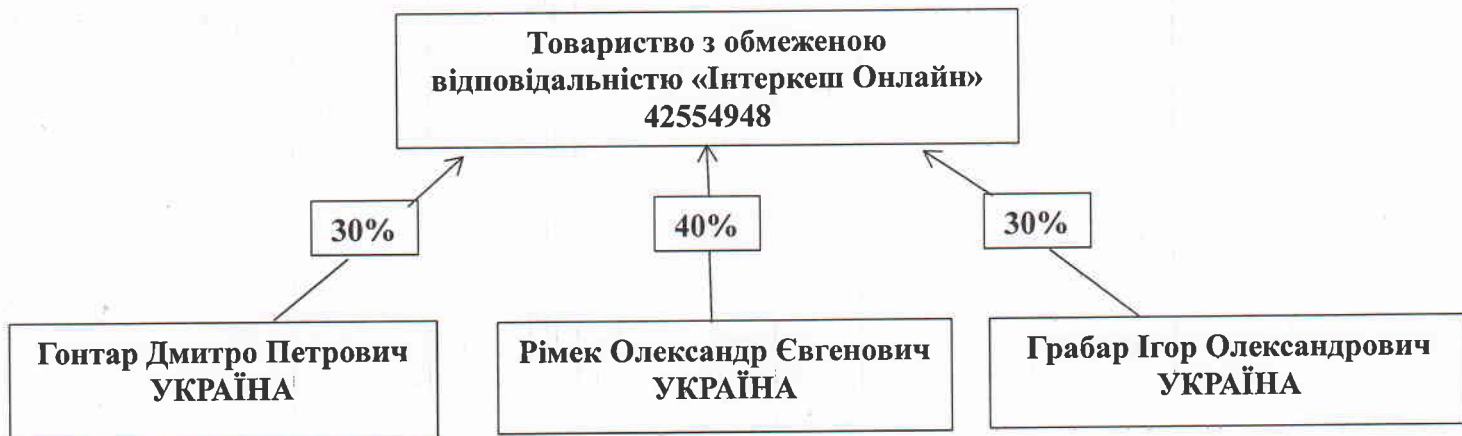 Товариство з обмеженою
відповідальністю «Інтеркеш Онлайн»
42554948
30%
40%
30%
Гонтар Дмитро Петрович
УКРАЇНА
Рімек Олександр Євгенович
УКРАЇНА
Грабар Ігор Олександрович
УКРАЇНА